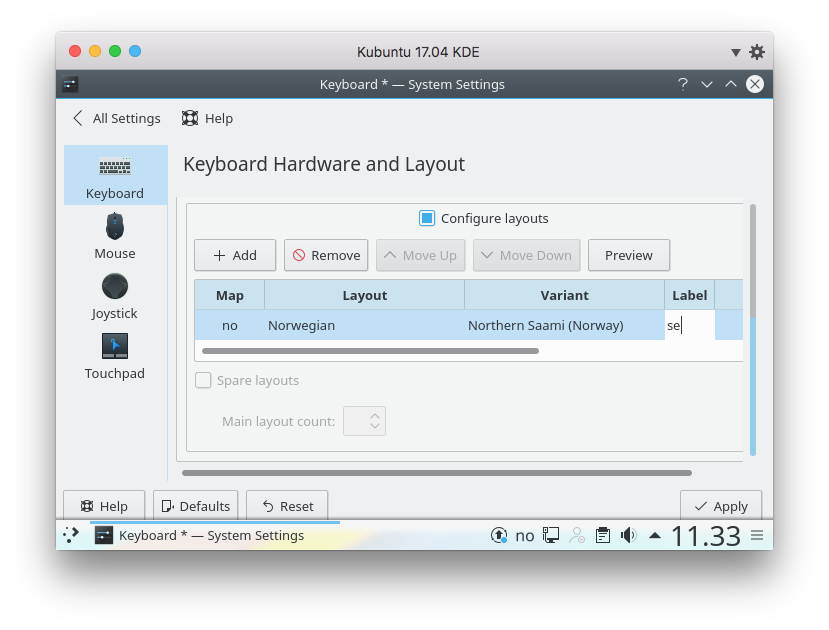 Kubuntu 17.04 KDE
Keyboard * — System Settings
All Settings Help
Keyboard Hardware and Layout
Keyboard
Mouse
Joystick
Touchpad
Configure layouts
Add Remove Move Up Move Down Preview
Map Layout Variant Label
no Norwegian Northern Saami (Norway) se
Spare layouts
Main layout count:
Help Defaults Reset Apply
Keyboard * — System Settings no 11.33